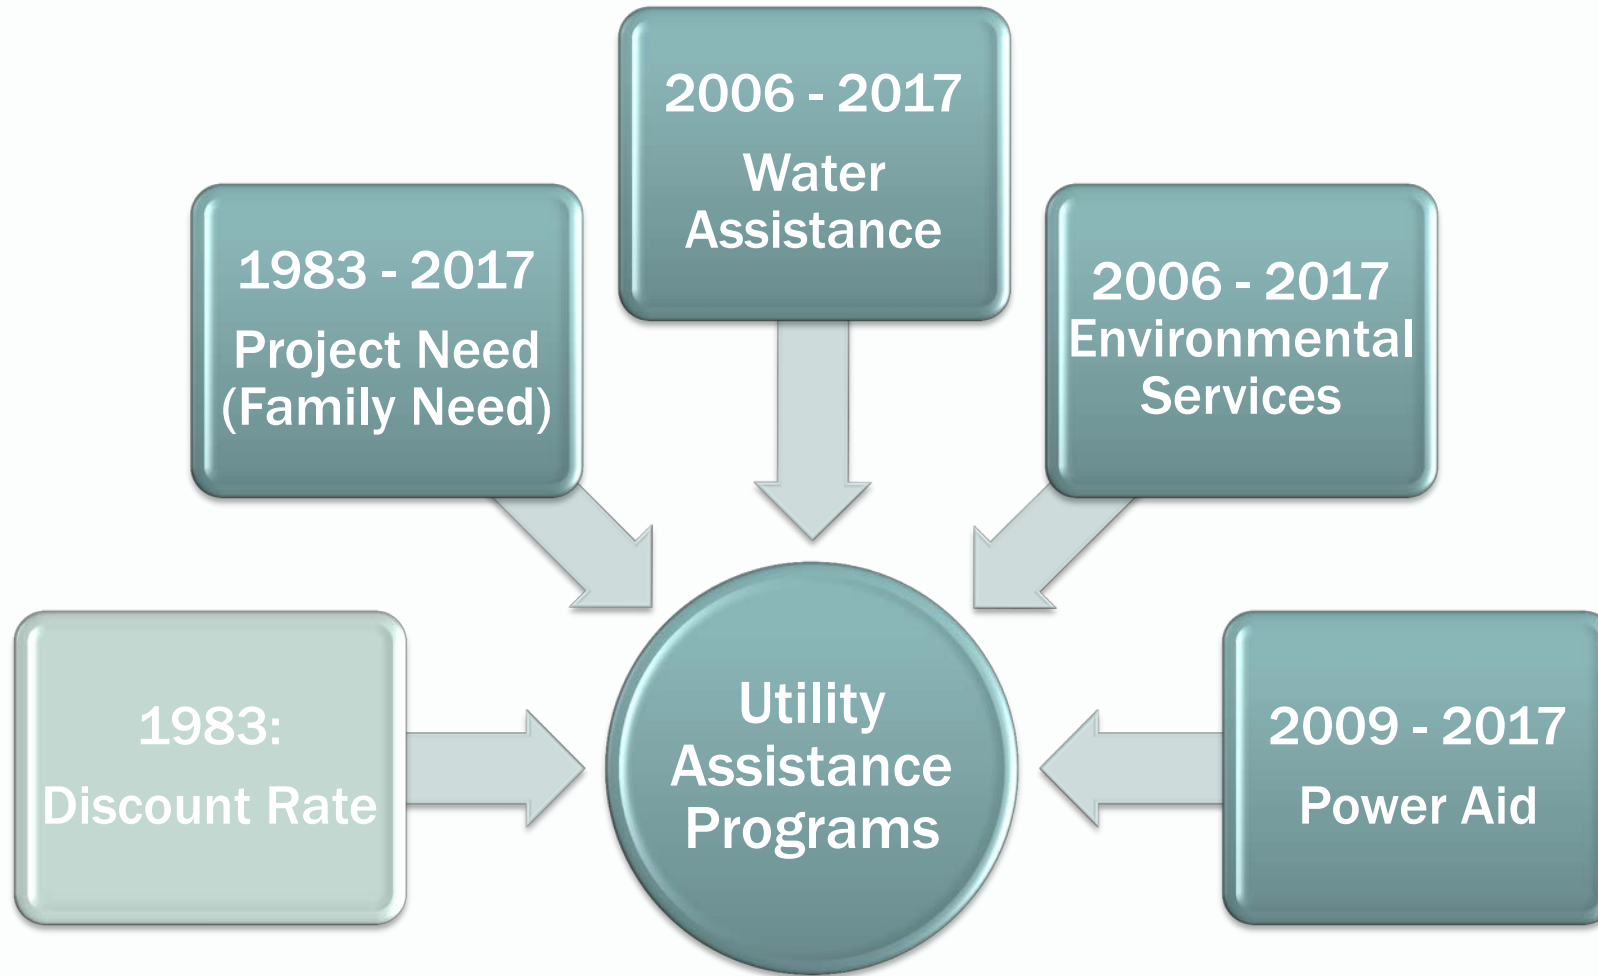 2006 - 2017
Water
Assistance
1983 - 2017
Project Need
(Family Need)
2006 - 2017
Environmental
Services
1983:
Discount Rate
Utility
Assistance
Programs
2009 - 2017
Power Aid